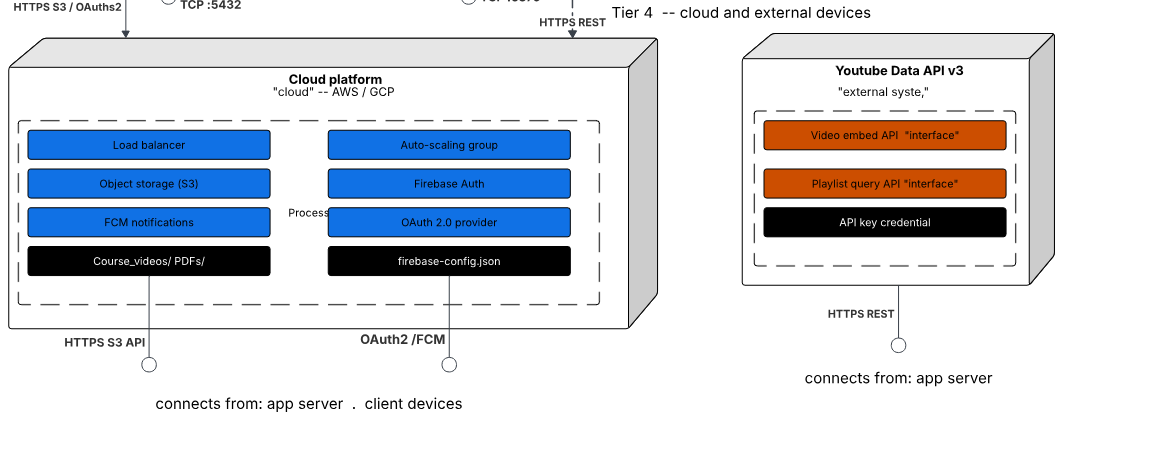 HTTPS S3 / OAuths2
TCP :5432
HTTPS REST
Tier 4 -- cloud and external devices
Cloud platform
"cloud" -- AWS / GCP
Load balancer
Auto-scaling group
Object storage (S3)
Firebase Auth
FCM notifications
Process
OAuth 2.0 provider
Course_videos/ PDFs/
firebase-config.json
HTTPS S3 API
OAuth2 /FCM
connects from: app server . client devices
Youtube Data API v3
"external syste,"
Video embed API "interface"
Playlist query API "interface"
API key credential
HTTPS REST
connects from: app server